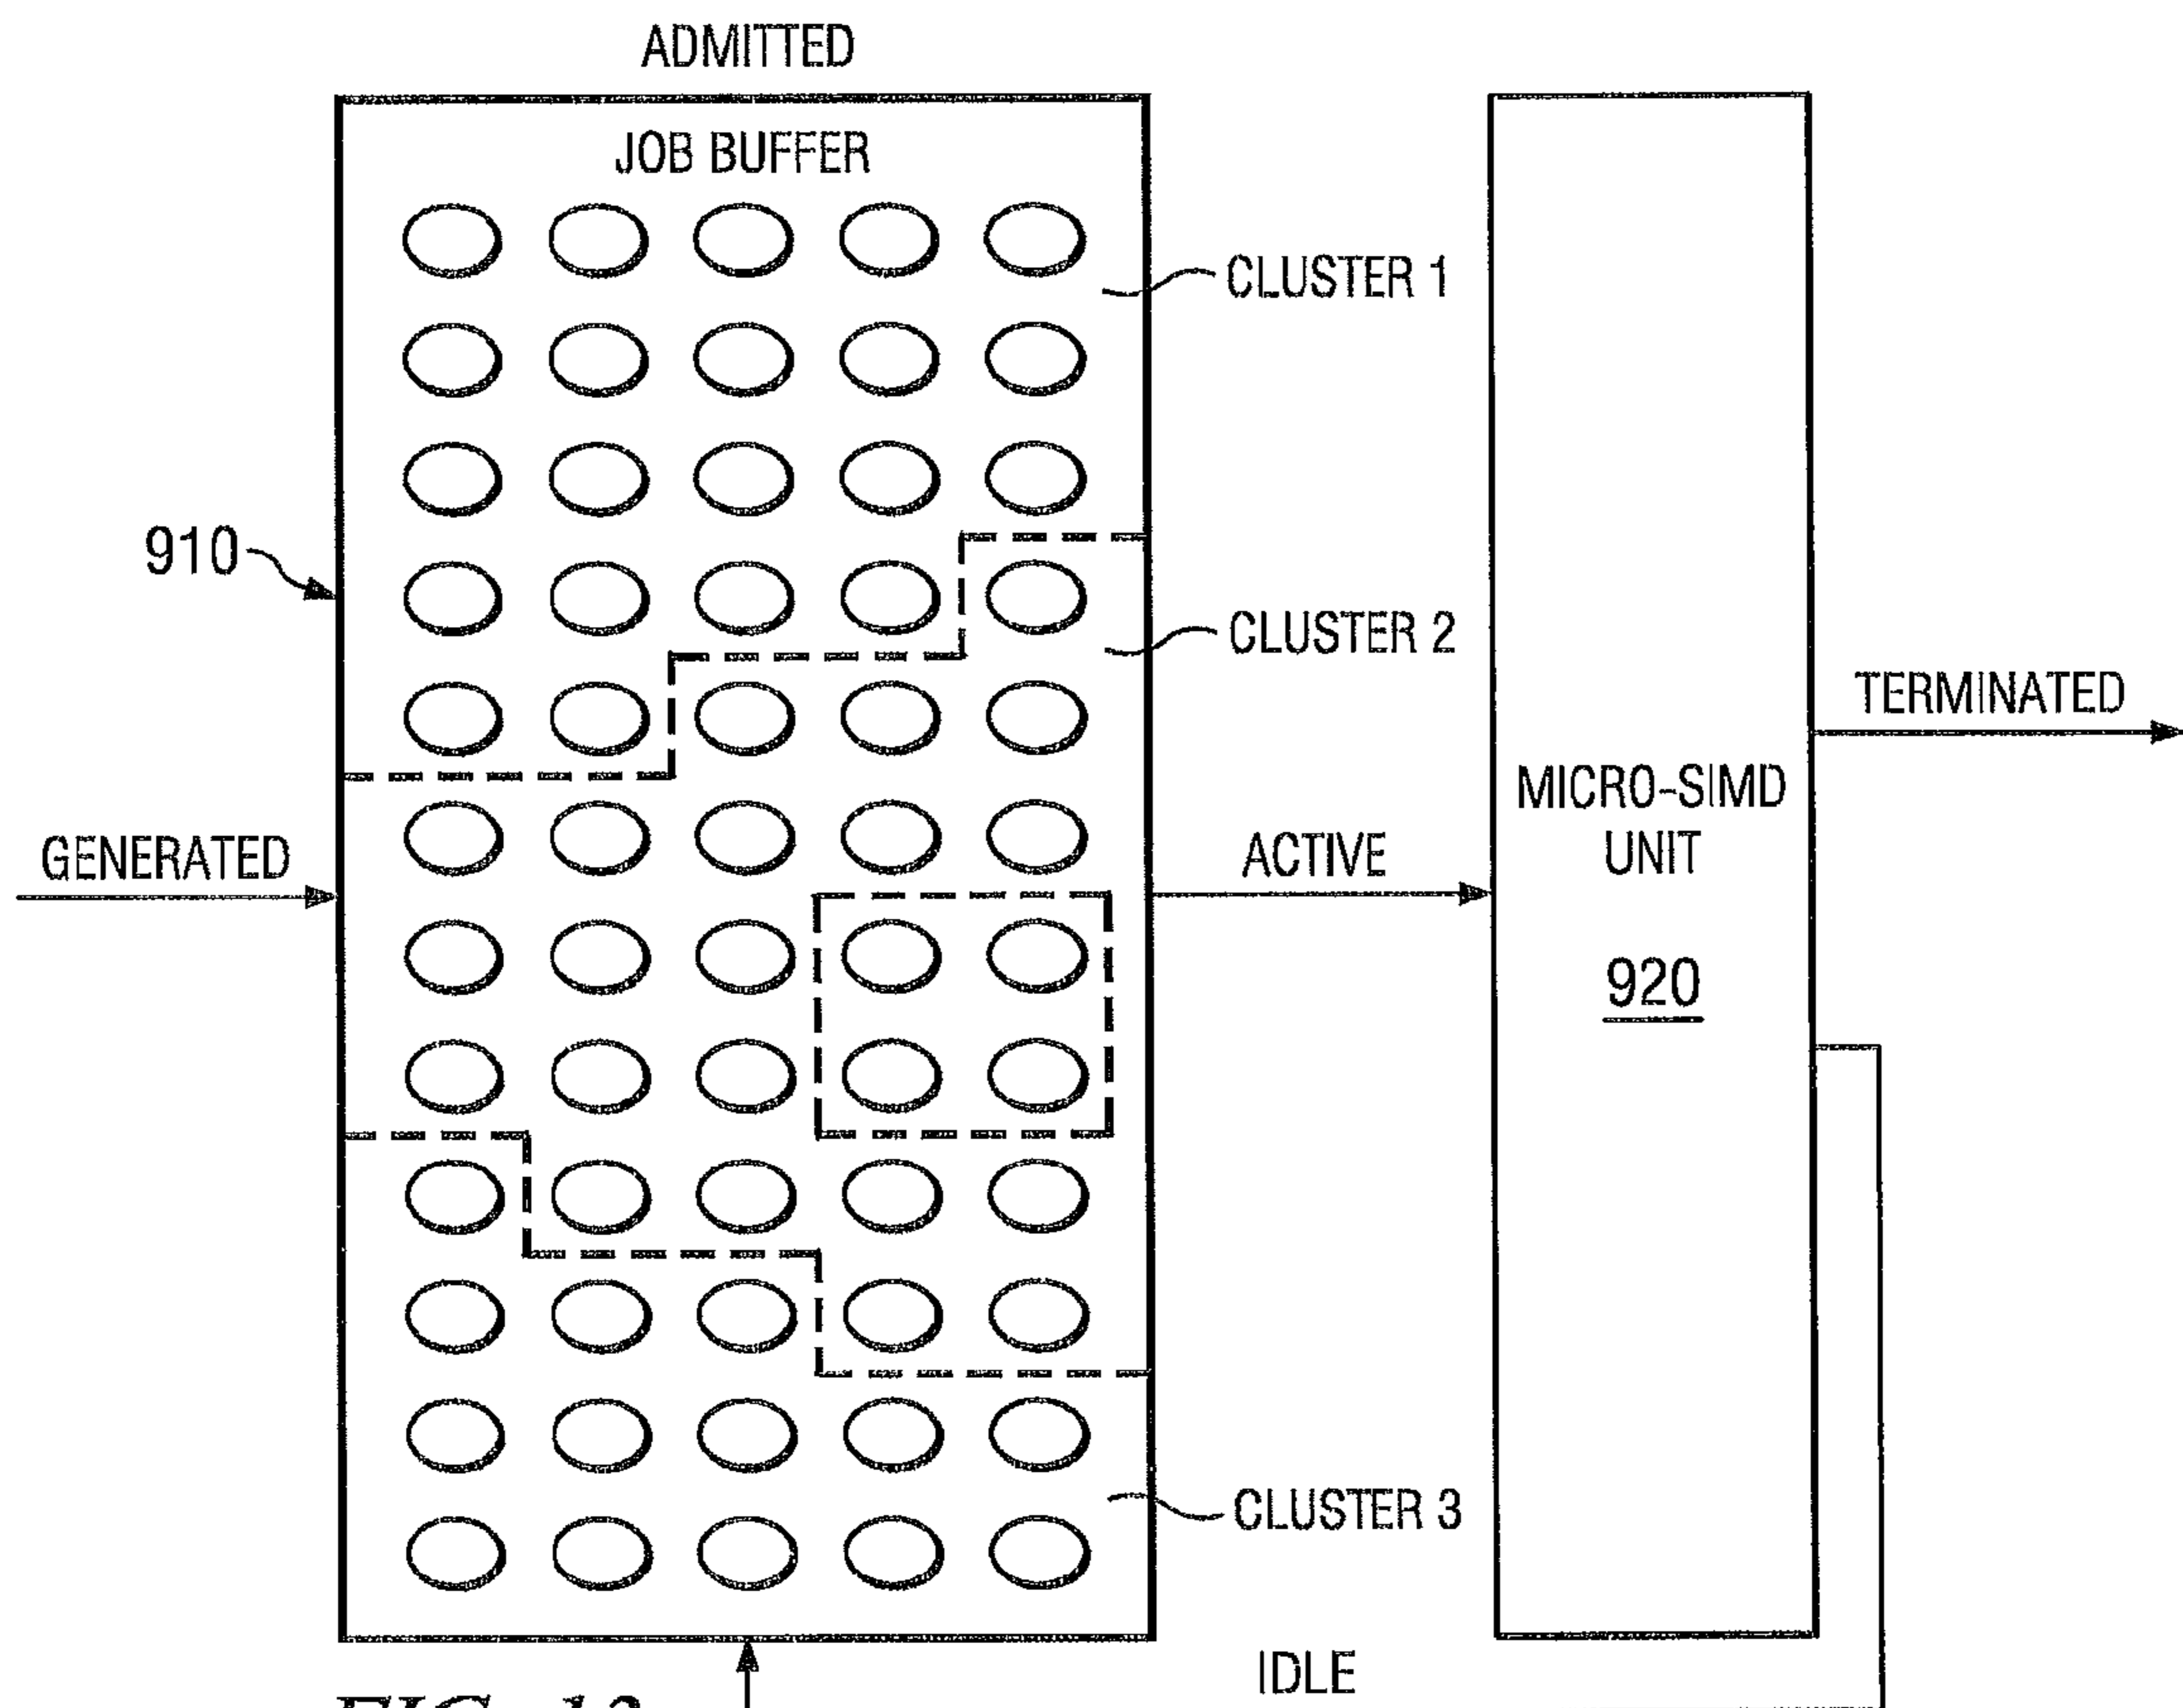 ADMITTED
JOB BUFFER
CLUSTER 1
910
CLUSTER 2
TERMINATED
MICRO-SIMD
UNIT
GENERATED
ACTIVE
920
CLUSTER 3
IDLE